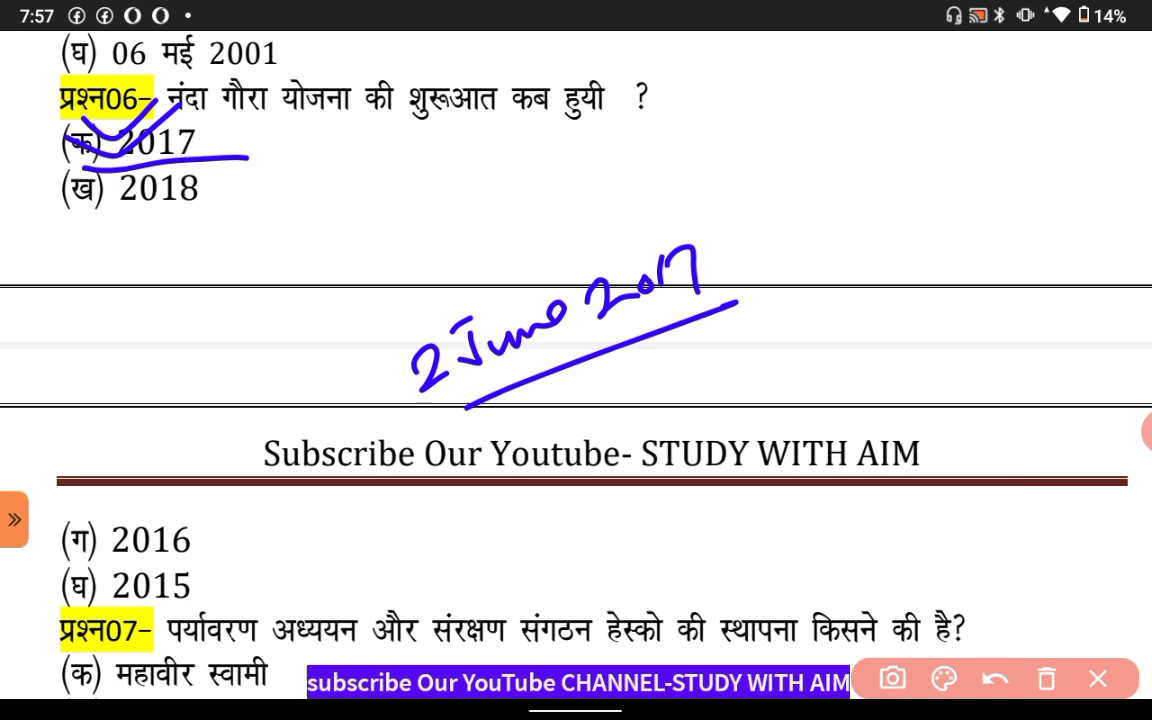 7:57 14%
(घ) 06 मई 2001
प्रश्न06- नंदा गौरा योजना की शुरूआत कब हुयी ?
(क) 2017
(ख) 2018
2 June 2017
Subscribe Our Youtube- STUDY WITH AIM
(ग) 2016
(घ) 2015
प्रश्न07- पर्यावरण अध्ययन और संरक्षण संगठन हेस्को की स्थापना किसने की है?
(क) महावीर स्वामी
subscribe Our YouTube CHANNEL-STUDY WITH AIM